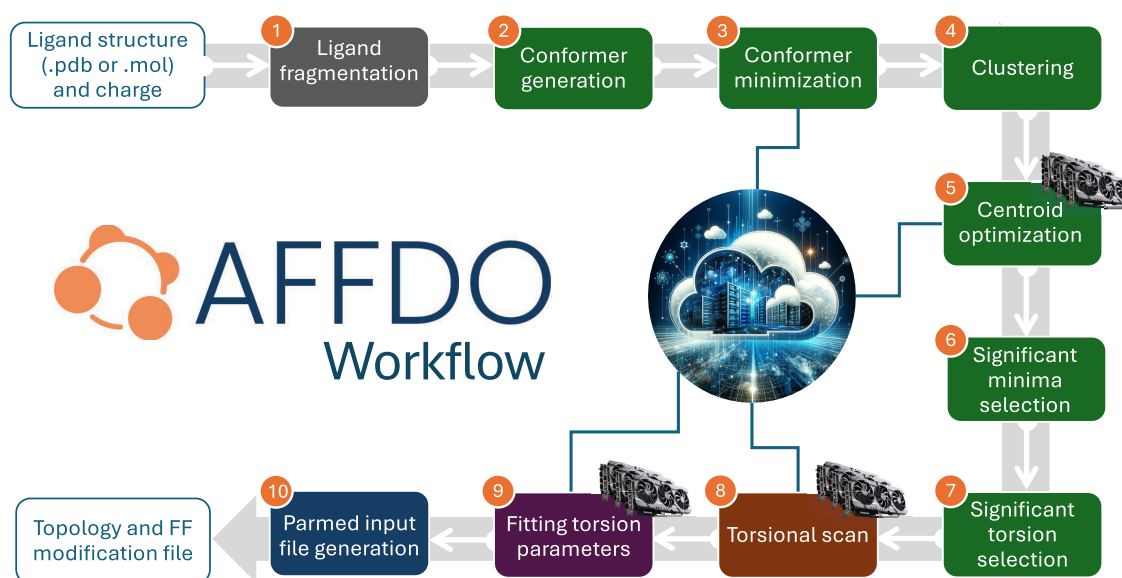 Ligand structure
(.pdb or .mol)
and charge
1
Ligand
fragmentation
2
Conformer
generation
3
Conformer
minimization
4
Clustering
5
Centroid
optimization
AFFDO
Workflow
6
Significant
minima
selection
7
Significant
torsion
selection
8
Torsional scan
9
Fitting torsion
parameters
10
Parmed input
file generation
Topology and FF
modification file